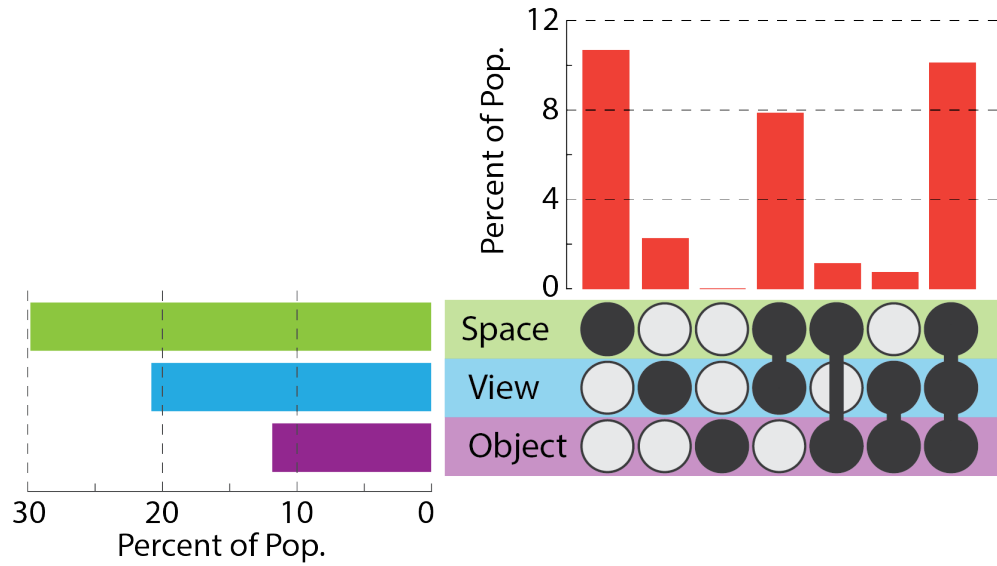 12
8
4
0
Percent of Pop.
Space
View
Object
30 20 10 0
Percent of Pop.